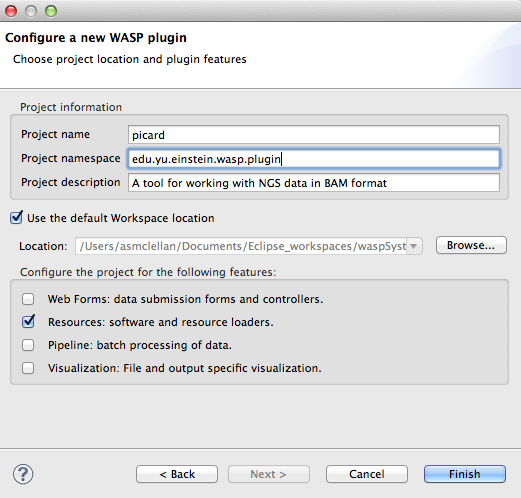 Configure a new WASP plugin
Choose project location and plugin features
Project information
Project name picard
Project namespace edu.yu.einstein.wasp.plugin
Project description A tool for working with NGS data in BAM format
Use the default Workspace location
Location: /Users/asmclellan/Documents/Eclipse_workspaces/waspSyst Browse...
Configure the project for the following features:
Web Forms: data submission forms and controllers.
Resources: software and resource loaders.
Pipeline: batch processing of data.
Visualization: File and output specific visualization.
? < Back Next > Cancel Finish